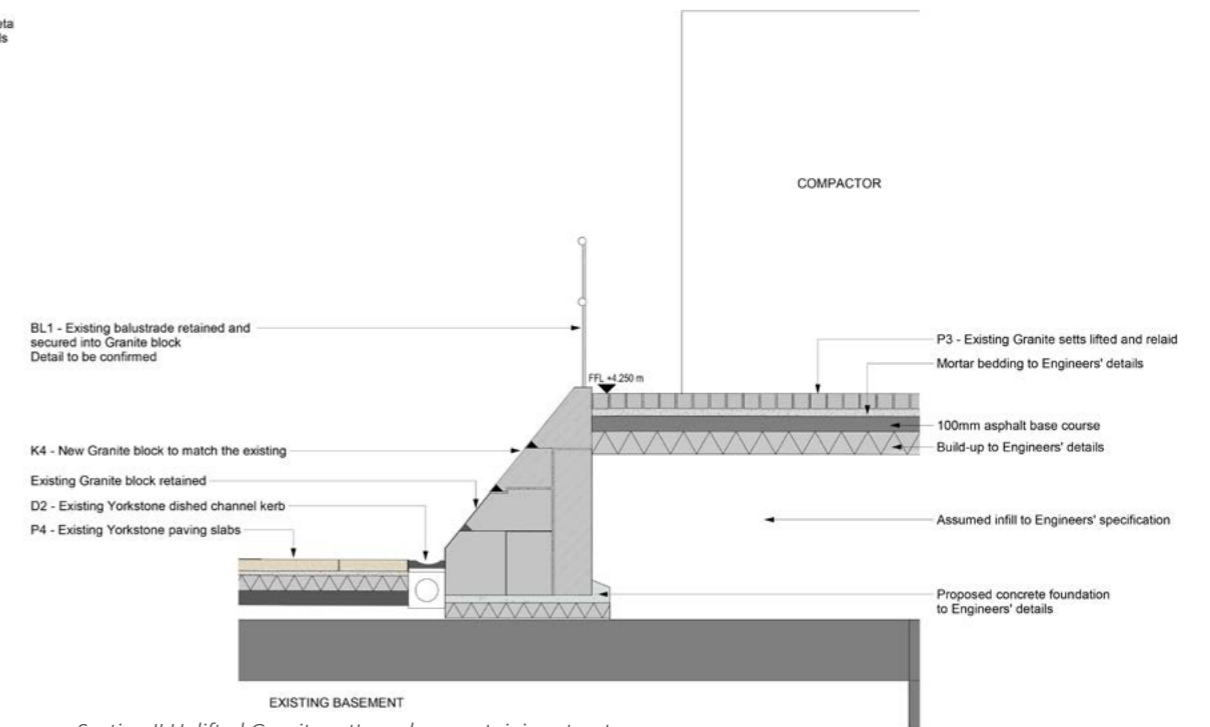 COMPACTOR
BL1 - Existing balustrade retained and
secured into Granite block
Detail to be confirmed
FFL +4.250 m
P3 - Existing Granite setts lifted and relaid
Mortar bedding to Engineers' details
100mm asphalt base course
Build-up to Engineers' details
K4 - New Granite block to match the existing
Existing Granite block retained
D2 - Existing Yorkstone dished channel kerb
P4 - Existing Yorkstone paving slabs
Assumed infill to Engineers' specification
Proposed concrete foundation
to Engineers' details
EXISTING BASEMENT